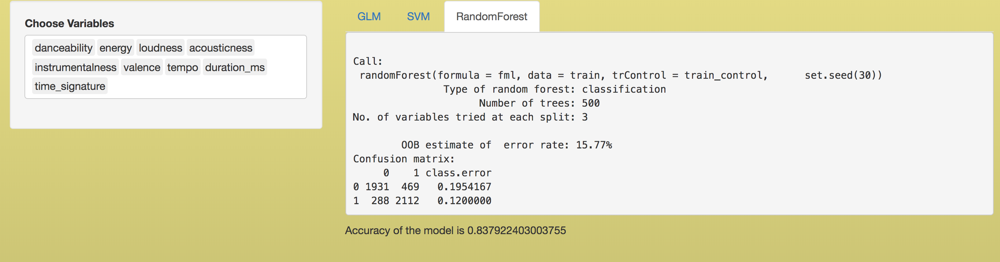 Choose Variables
danceability energy loudness acousticness
instrumentalness valence tempo duration_ms
time_signature
GLM SVM RandomForest
Call:
 randomForest(formula = fml, data = train, trControl = train_control,      set.seed(30))
               Type of random forest: classification
                     Number of trees: 500
No. of variables tried at each split: 3
        OOB estimate of  error rate: 15.77%
Confusion matrix:
     0    1 class.error
0 1931  469   0.1954167
1  288 2112   0.1200000
Accuracy of the model is 0.837922403003755